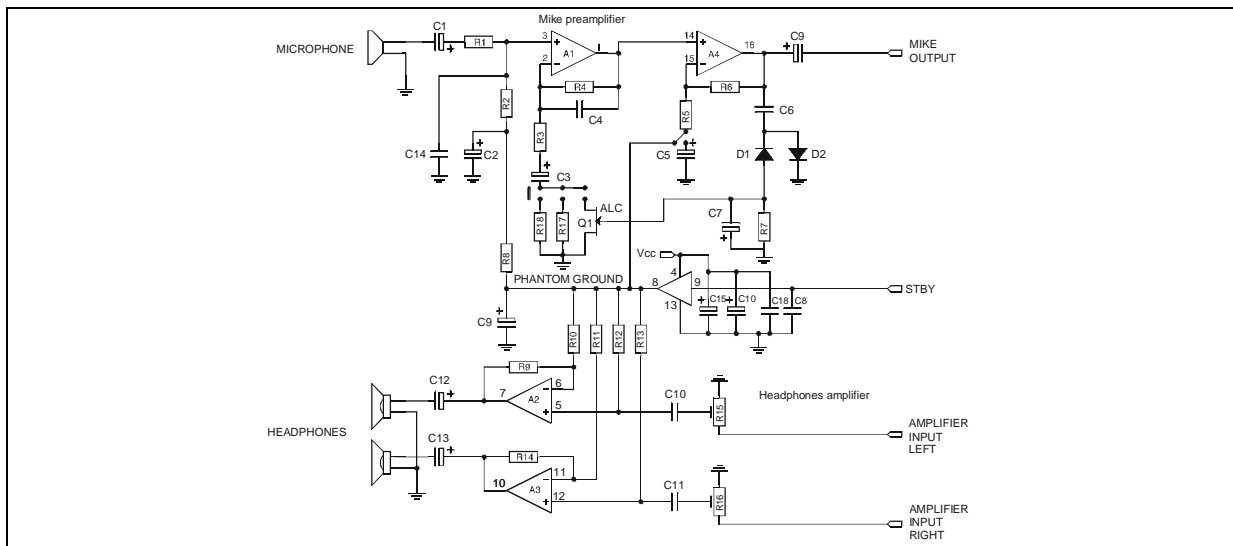 Mike preamplifier
C1
MICROPHONE
R1
3
+
2
-
A1
1
14
+
15
-
A4
16
C9
+
MIKE
OUTPUT
R4
C4
R2
R3
R5
R6
C6
C14
C2
C3
C5
D1
D2
ALC
Q1
R18
R17
C7
R7
R8
Vcc
4
PHANTOM GROUND
8
9
13
C15
C10
C18
C8
STBY
C9
R10
R11
R12
R13
R9
C12
7
A2
6
5
C10
R15
Headphones amplifier
HEADPHONES
AMPLIFIER
INPUT
LEFT
C13
R14
10
A3
11
12
C11
R16
AMPLIFIER
INPUT
RIGHT